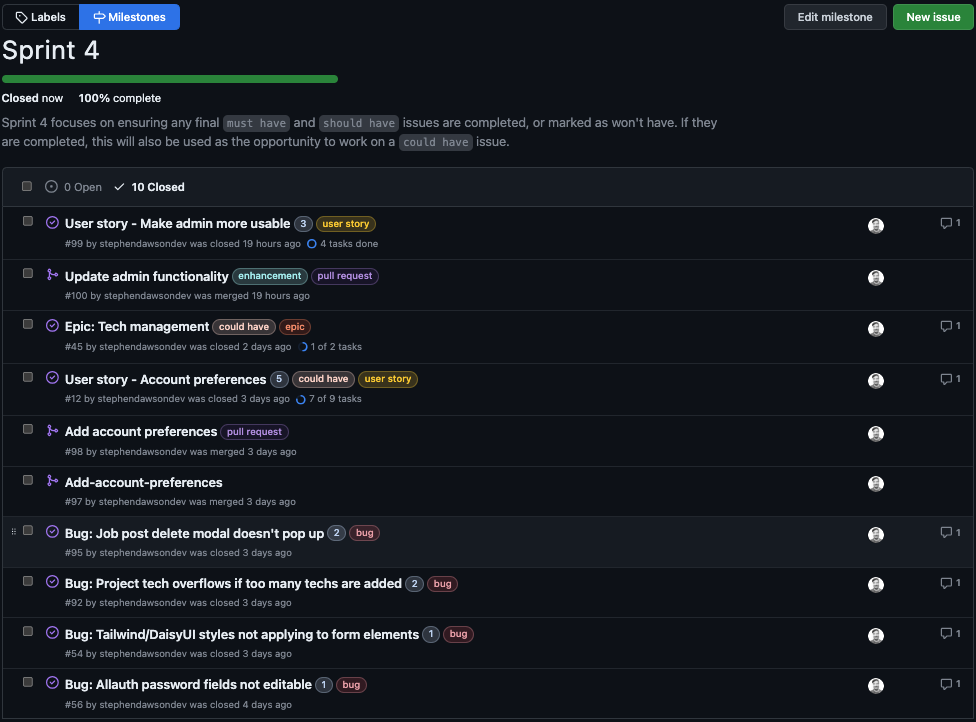 Labels Milestones Edit milestone New issue
Sprint 4
Closed now 100% complete
Sprint 4 focuses on ensuring any final must have and should have issues are completed, or marked as won't have. If they
are completed, this will also be used as the opportunity to work on a could have issue.
0 Open 10 Closed
User story - Make admin more usable 3 user story 1
#99 by stephendawsondev was closed 19 hours ago 4 tasks done
Update admin functionality enhancement pull request
#100 by stephendawsondev was merged 19 hours ago
Epic: Tech management could have epic 1
#45 by stephendawsondev was closed 2 days ago 1 of 2 tasks
User story - Account preferences 5 could have user story 1
#12 by stephendawsondev was closed 3 days ago 7 of 9 tasks
Add account preferences pull request
#98 by stephendawsondev was merged 3 days ago
Add-account-preferences
#97 by stephendawsondev was merged 3 days ago
Bug: Job post delete modal doesn't pop up 2 bug 1
#95 by stephendawsondev was closed 3 days ago
Bug: Project tech overflows if too many techs are added 2 bug 1
#92 by stephendawsondev was closed 3 days ago
Bug: Tailwind/DaisyUI styles not applying to form elements 1 bug 1
#54 by stephendawsondev was closed 3 days ago
Bug: Allauth password fields not editable 1 bug 1
#56 by stephendawsondev was closed 4 days ago